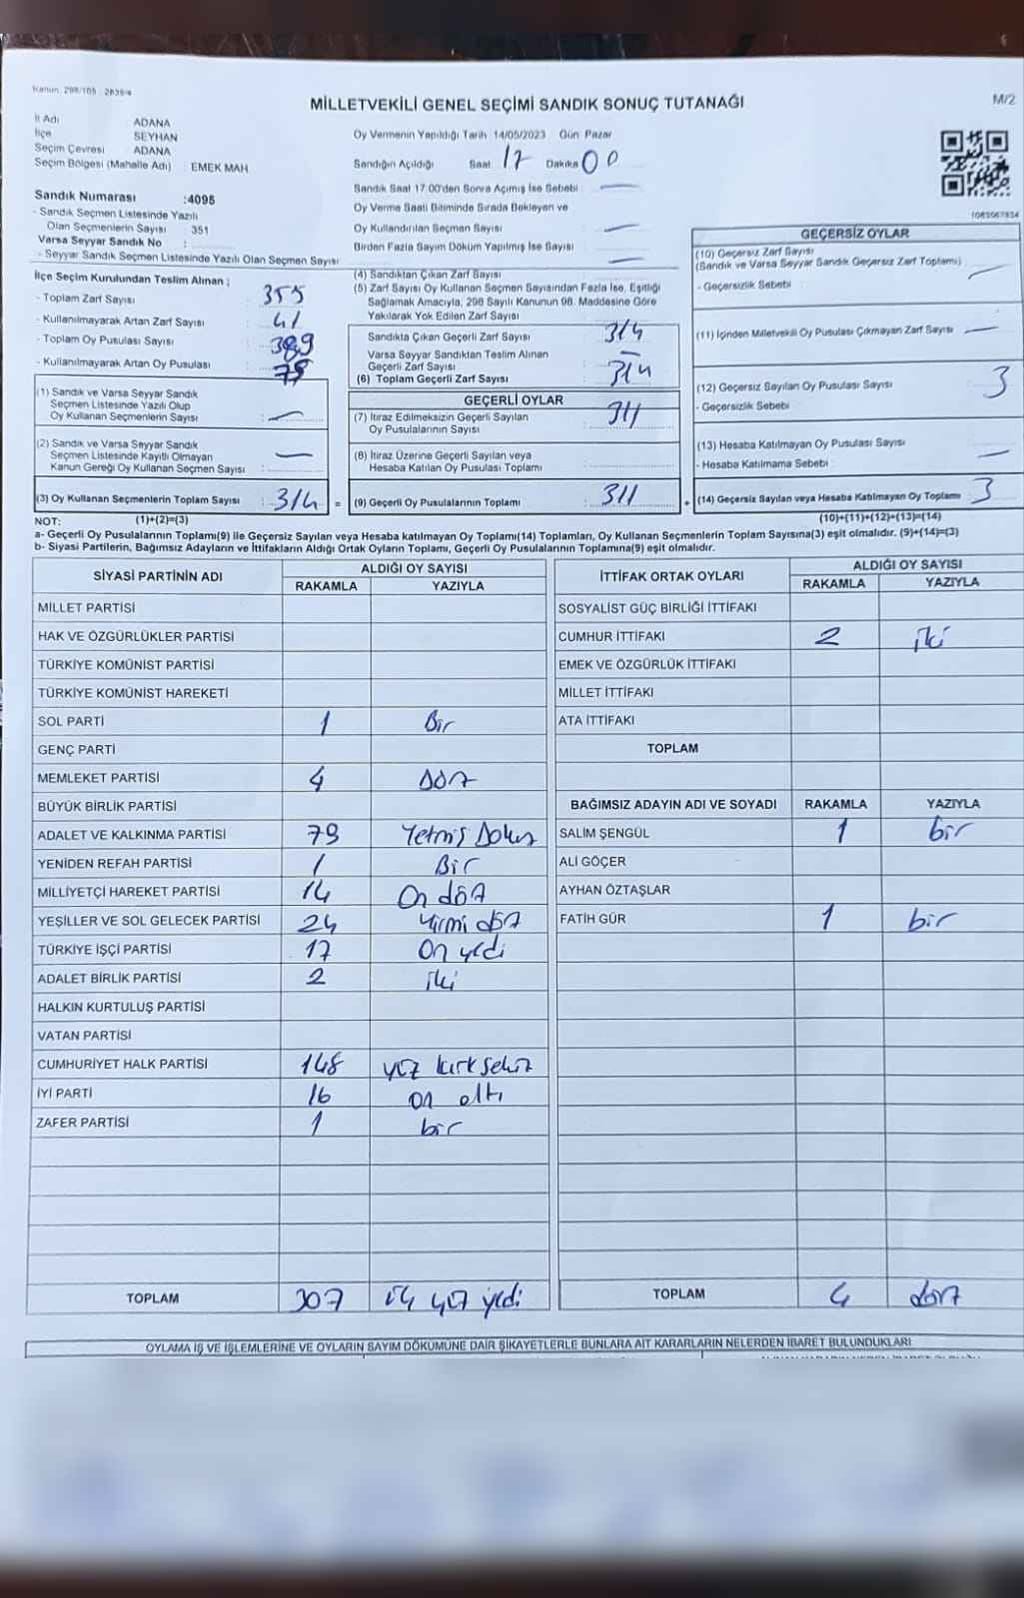 Kanun: 298/105 - 2839/4
MİLLETVEKİLİ GENEL SEÇİMİ SANDIK SONUÇ TUTANAĞI
M/2
İl Adı ADANA
İlçe SEYHAN
Seçim Çevresi ADANA
Seçim Bölgesi (Mahalle Adı) : EMEK MAH
Oy Vermenin Yapıldığı Tarih 14/05/2023 Gün Pazar
Sandığın Açıldığı Saat 17 Dakika 00
Sandık Saat 17:00'den Sonra Açımış İse Sebebi —
Oy Verme Saati Bitiminde Sırada Bekleyen ve
Oy Kullandırılan Seçmen Sayısı —
Birden Fazla Sayım Döküm Yapılmış İse Sayısı —
Sandık Numarası :4095
- Sandık Seçmen Listesinde Yazılı
Olan Seçmenlerin Sayısı 351
Varsa Seyyar Sandık No :
- Seyyar Sandık Seçmen Listesinde Yazılı Olan Seçmen Sayısı
İlçe Seçim Kurulundan Teslim Alınan ;
- Toplam Zarf Sayısı 355
- Kullanılmayarak Artan Zarf Sayısı 41
- Toplam Oy Pusulası Sayısı 389
- Kullanılmayarak Artan Oy Pusulası 75
(1) Sandık ve Varsa Seyyar Sandık
Seçmen Listesinde Yazılı Olup
Oy Kullanan Seçmenlerin Sayısı : —
(2) Sandık ve Varsa Seyyar Sandık
Seçmen Listesinde Kayıtlı Olmayan
Kanun Gereği Oy Kullanan Seçmen Sayısı : —
(3) Oy Kullanan Seçmenlerin Toplam Sayısı : 314 =
(1)+(2)=(3)
(4) Sandıktan Çıkan Zarf Sayısı
(5) Zarf Sayısı Oy Kullanan Seçmen Sayısından Fazla İse, Eşitliği
Sağlamak Amacıyla, 298 Sayılı Kanunun 98. Maddesine Göre
Yakılarak Yok Edilen Zarf Sayısı
Sandıkta Çıkan Geçerli Zarf Sayısı : 314
Varsa Seyyar Sandıktan Teslim Alınan
Geçerli Zarf Sayısı : —
(6) Toplam Geçerli Zarf Sayısı : 314
GEÇERLİ OYLAR
(7) İtiraz Edilmeksizin Geçerli Sayılan
Oy Pusulalarının Sayısı : 311
(8) İtiraz Üzerine Geçerli Sayılan veya
Hesaba Katılan Oy Pusulası Toplamı
(9) Geçerli Oy Pusulalarının Toplamı : 311 +
1083067834
GEÇERSİZ OYLAR
(10) Geçersiz Zarf Sayısı
(Sandık ve Varsa Seyyar Sandık Geçersiz Zarf Toplamı) —
- Geçersizlik Sebebi :
(11) İçinden Milletvekili Oy Pusulası Çıkmayan Zarf Sayısı —
(12) Geçersiz Sayılan Oy Pusulası Sayısı 3
- Geçersizlik Sebebi
(13) Hesaba Katılmayan Oy Pusulası Sayısı —
- Hesaba Katılmama Sebebi
(14) Geçersiz Sayılan veya Hesaba Katılmayan Oy Toplamı 3
(10)+(11)+(12)+(13)=(14)
NOT:
a- Geçerli Oy Pusulalarının Toplamı(9) ile Geçersiz Sayılan veya Hesaba katılmayan Oy Toplamı(14) Toplamları, Oy Kullanan Seçmenlerin Toplam Sayısına(3) eşit olmalıdır. (9)+(14)=(3)
b- Siyasi Partilerin, Bağımsız Adayların ve İttifakların Aldığı Ortak Oyların Toplamı, Geçerli Oy Pusulalarının Toplamına(9) eşit olmalıdır.
SİYASİ PARTİNİN ADI ALDIĞI OY SAYISI
RAKAMLA YAZIYLA
MİLLET PARTİSİ
HAK VE ÖZGÜRLÜKLER PARTİSİ
TÜRKİYE KOMÜNİST PARTİSİ
TÜRKİYE KOMÜNİST HAREKETİ
SOL PARTİ 1 Bir
GENÇ PARTİ
MEMLEKET PARTİSİ 4 Dört
BÜYÜK BİRLİK PARTİSİ
ADALET VE KALKINMA PARTİSİ 79 Yetmiş Dokuz
YENİDEN REFAH PARTİSİ 1 Bir
MİLLİYETÇİ HAREKET PARTİSİ 14 On dört
YEŞİLLER VE SOL GELECEK PARTİSİ 24 Yirmi dört
TÜRKİYE İŞÇİ PARTİSİ 17 On yedi
ADALET BİRLİK PARTİSİ 2 iki
HALKIN KURTULUŞ PARTİSİ
VATAN PARTİSİ
CUMHURİYET HALK PARTİSİ 148 yüz kırk sekiz
İYİ PARTİ 16 on altı
ZAFER PARTİSİ 1 bir
TOPLAM 307 üç yüz yedi
İTTİFAK ORTAK OYLARI ALDIĞI OY SAYISI
RAKAMLA YAZIYLA
SOSYALİST GÜÇ BİRLİĞİ İTTİFAKI
CUMHUR İTTİFAKI 2 iki
EMEK VE ÖZGÜRLÜK İTTİFAKI
MİLLET İTTİFAKI
ATA İTTİFAKI
TOPLAM
BAĞIMSIZ ADAYIN ADI VE SOYADI RAKAMLA YAZIYLA
SALİM ŞENGÜL 1 bir
ALİ GÖÇER
AYHAN ÖZTAŞLAR
FATİH GÜR 1 bir
TOPLAM 4 dört
OYLAMA İŞ VE İŞLEMLERİNE VE OYLARIN SAYIM DÖKÜMÜNE DAİR ŞİKAYETLERLE BUNLARA AİT KARARLARIN NELERDEN İBARET BULUNDUKLARI